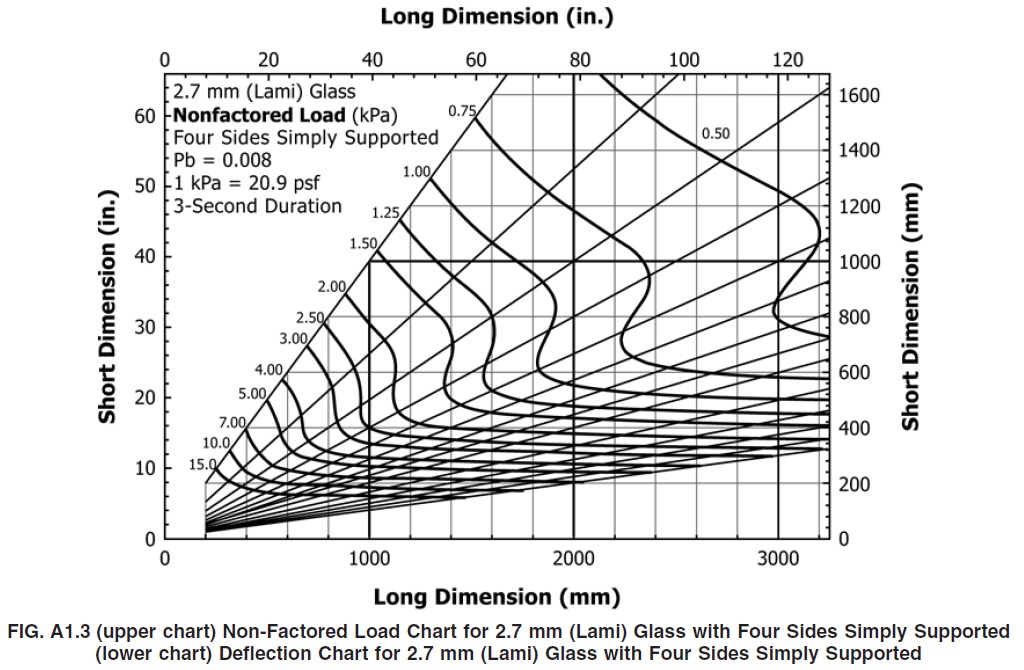 Long Dimension (in.)
0 20 40 60 80 100 120
2.7 mm (Lami) Glass
Nonfactored Load (kPa)
Four Sides Simply Supported
Pb = 0.008
1 kPa = 20.9 psf
3-Second Duration
Short Dimension (in.)
60
50
40
30
20
10
0
0.50
0.75
1.00
1.25
1.50
2.00
2.50
3.00
4.00
5.00
7.00
10.0
15.0
1600
1400
1200
1000
800
600
400
200
0
Short Dimension (mm)
0 1000 2000 3000
Long Dimension (mm)
FIG. A1.3 (upper chart) Non-Factored Load Chart for 2.7 mm (Lami) Glass with Four Sides Simply Supported
(lower chart) Deflection Chart for 2.7 mm (Lami) Glass with Four Sides Simply Supported